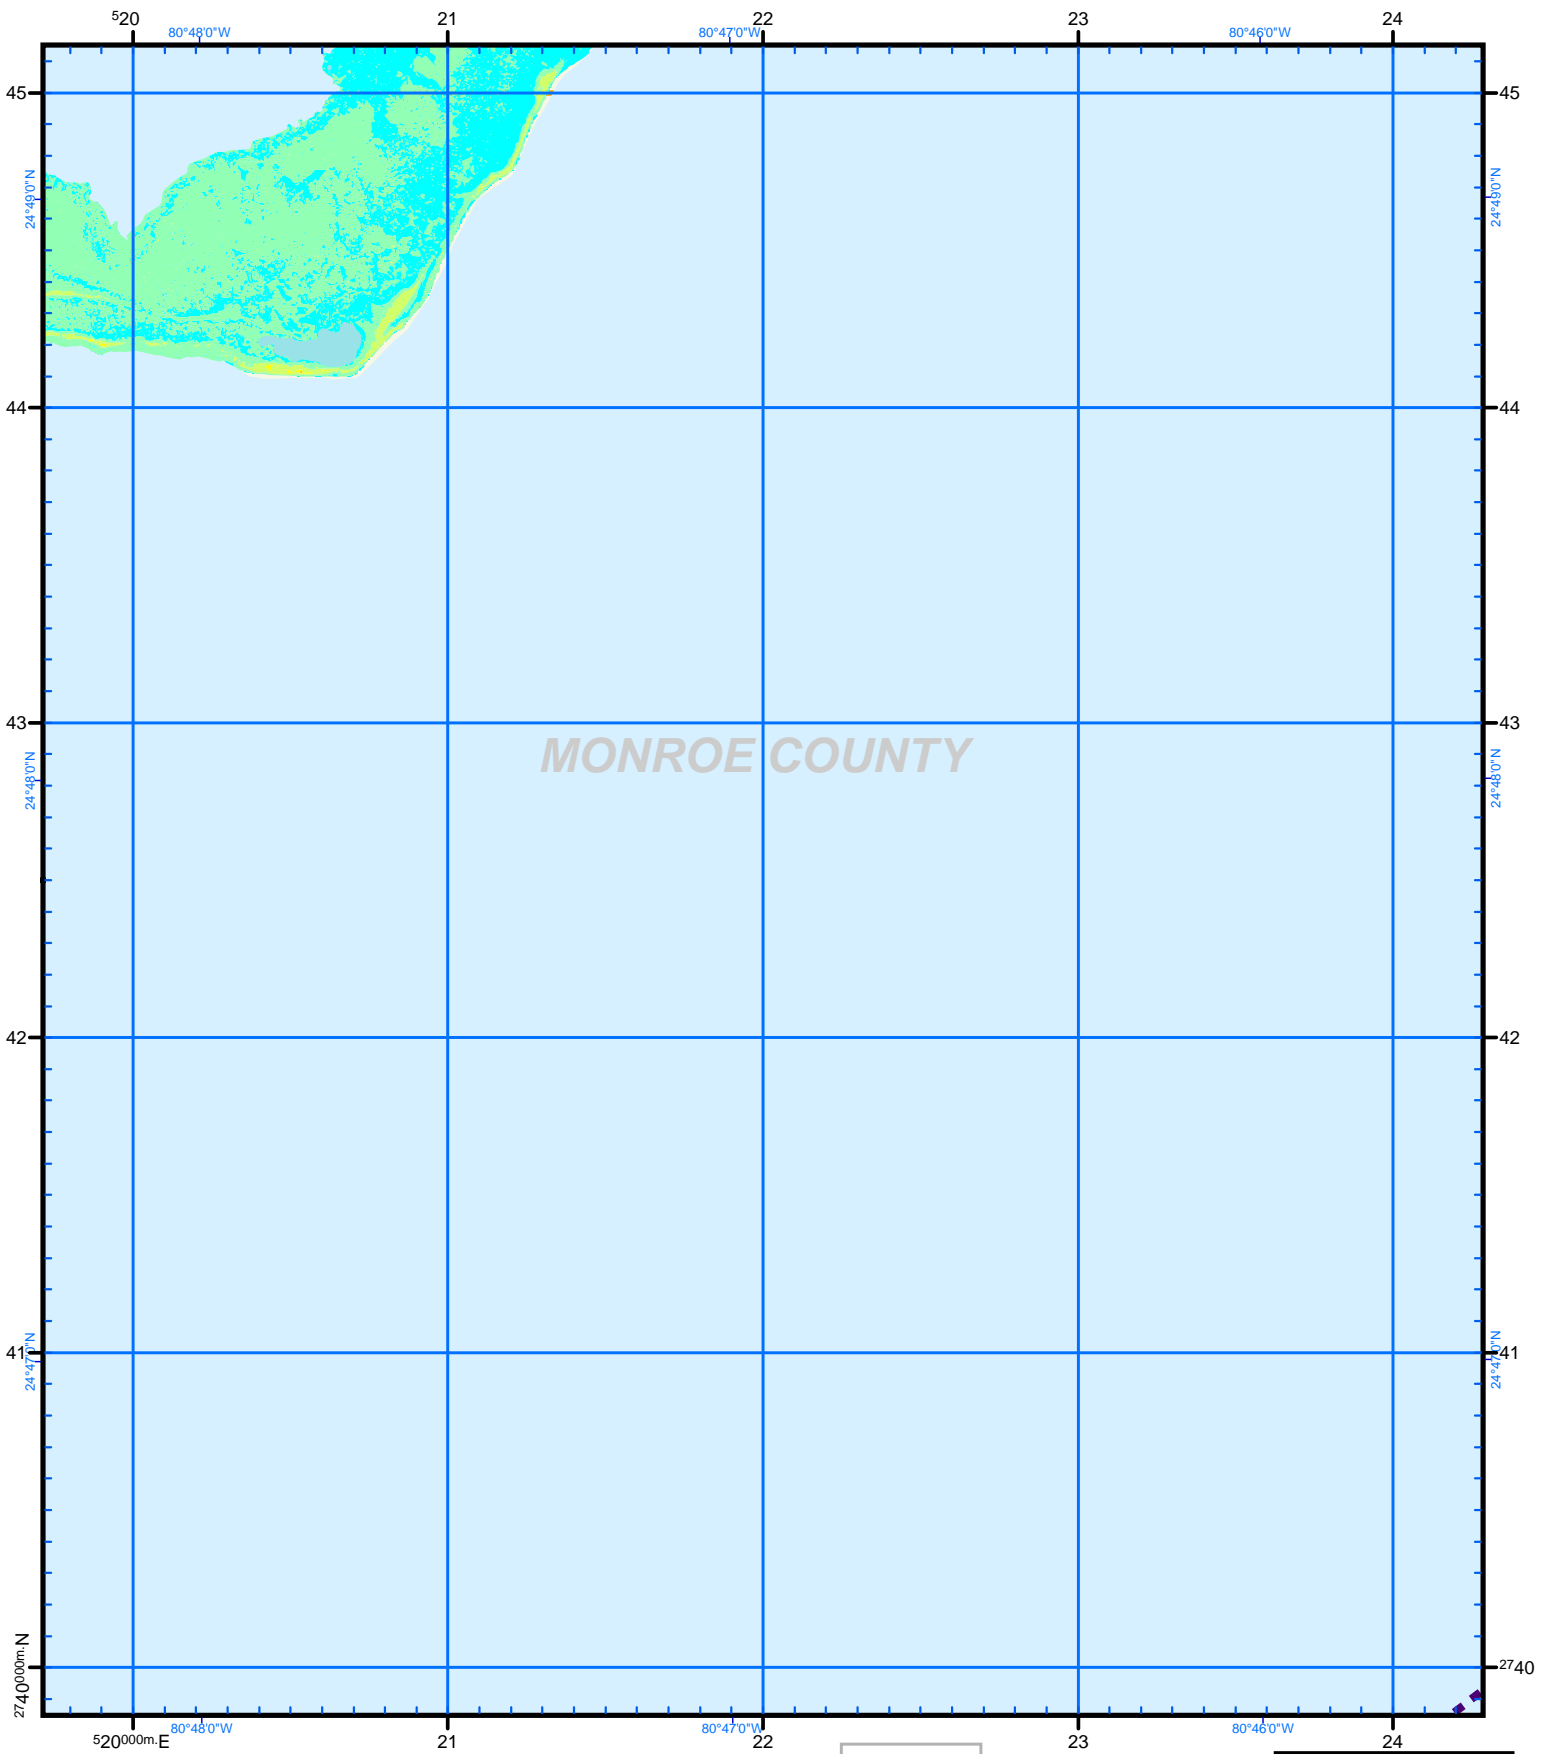 520 21 22 23 24
80°48'0"W 80°47'0"W 80°46'0"W
45 45
24°49'0"N 24°49'0"N
44 44
43 43
MONROE COUNTY
24°48'0"N 24°48'0"N
42 42
41 41
24°47'0"N 24°47'0"N
2740000m.N 2740
80°48'0"W 80°47'0"W 80°46'0"W
520000m.E 21 22 23 24